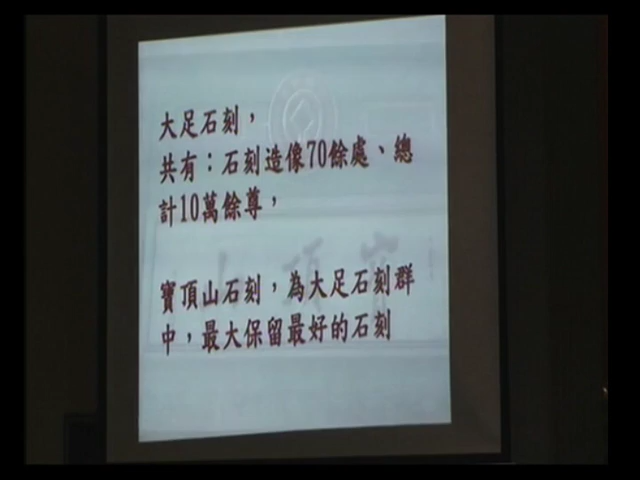 大足石刻，
共有：石刻造像70餘處、總
計10萬餘尊，
寶頂山石刻，為大足石刻群
中，最大保留最好的石刻